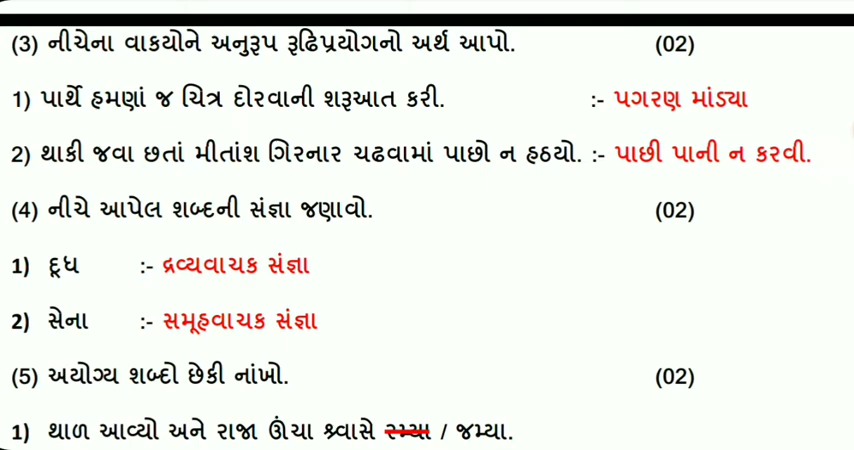 (3) નીચેના વાકયોને અનુરૂપ રૂઢિપ્રયોગનો અર્થ આપો. (02)
1) પાર્થે હમણાં જ ચિત્ર દોરવાની શરૂઆત કરી. :- પગરણ માંડ્યા
2) થાકી જવા છતાં મીતાંશ ગિરનાર ચઢવામાં પાછો ન હઠયો. :- પાછી પાની ન કરવી.
(4) નીચે આપેલ શબ્દની સંજ્ઞા જણાવો. (02)
1) દૂધ :- દ્રવ્યવાચક સંજ્ઞા
2) સેના :- સમૂહવાચક સંજ્ઞા
(5) અયોગ્ય શબ્દો છેકી નાંખો. (02)
1) થાળ આવ્યો અને રાજા ઊંચા શ્વાસે રમ્યા / જમ્યા.